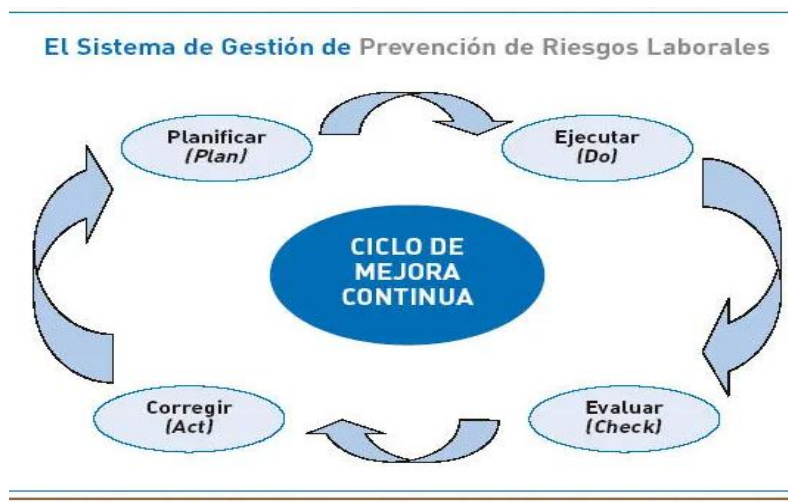 El Sistema de Gestión de Prevención de Riesgos Laborales
Planificar
(Plan)
Ejecutar
(Do)
CICLO DE
MEJORA
CONTINUA
Corregir
(Act)
Evaluar
(Check)